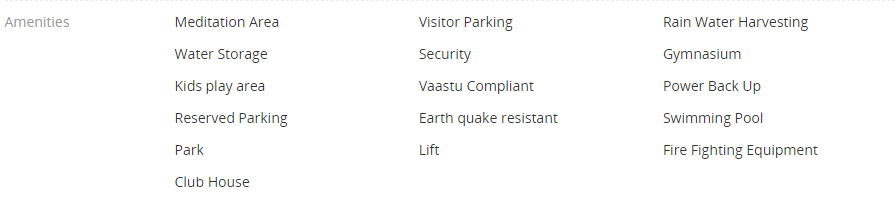 Amenities Meditation Area Visitor Parking Rain Water Harvesting
Water Storage Security Gymnasium
Kids play area Vaastu Compliant Power Back Up
Reserved Parking Earth quake resistant Swimming Pool
Park Lift Fire Fighting Equipment
Club House